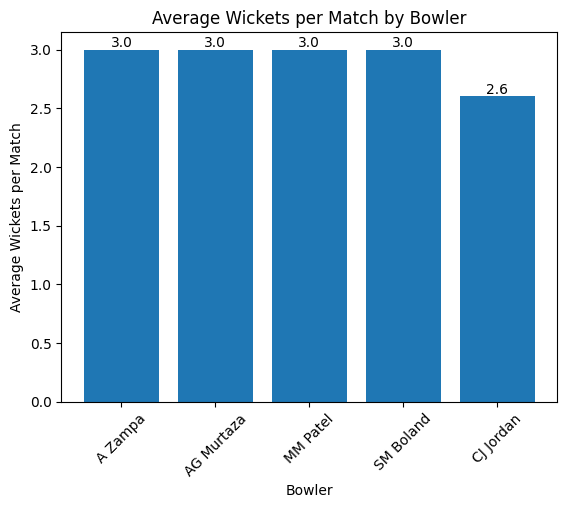 Average Wickets per Match by Bowler
3.0 3.0 3.0 3.0 2.6
3.0
2.5
2.0
1.5
1.0
0.5
0.0
Average Wickets per Match
A Zampa AG Murtaza MM Patel SM Boland CJ Jordan
Bowler